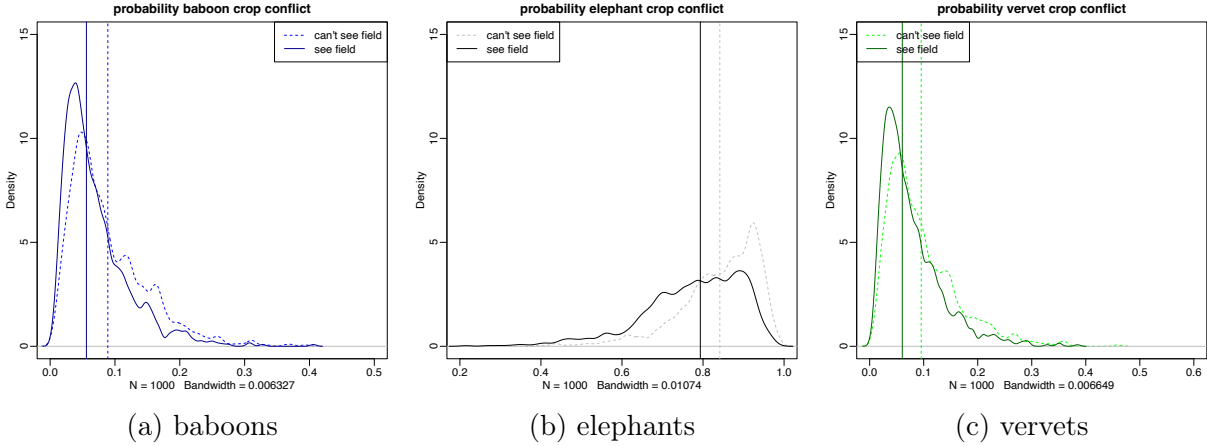 probability baboon crop conflict
can't see field
see field
Density
0
5
10
15
0.0 0.1 0.2 0.3 0.4 0.5
N = 1000 Bandwidth = 0.006327
(a) baboons
probability elephant crop conflict
can't see field
see field
Density
0
5
10
15
0.2 0.4 0.6 0.8 1.0
N = 1000 Bandwidth = 0.01074
(b) elephants
probability vervet crop conflict
can't see field
see field
Density
0
5
10
15
0.0 0.1 0.2 0.3 0.4 0.5 0.6
N = 1000 Bandwidth = 0.006649
(c) vervets